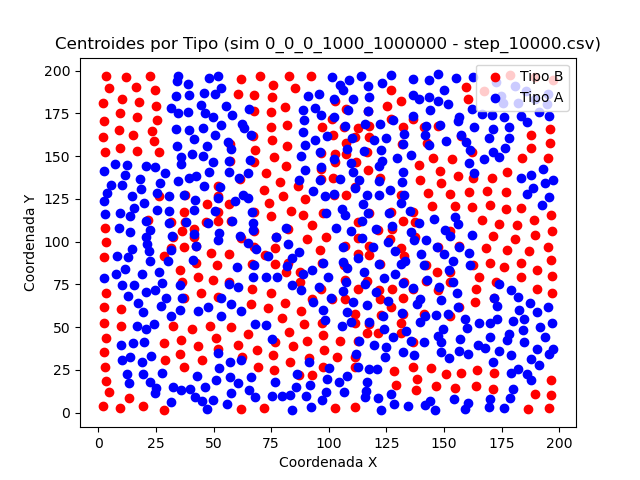 Centroides por Tipo (sim 0_0_0_1000_1000000 - step_10000.csv)
Tipo B
Tipo A
200
175
150
125
100
75
50
25
0
Coordenada Y
0 25 50 75 100 125 150 175 200
Coordenada X